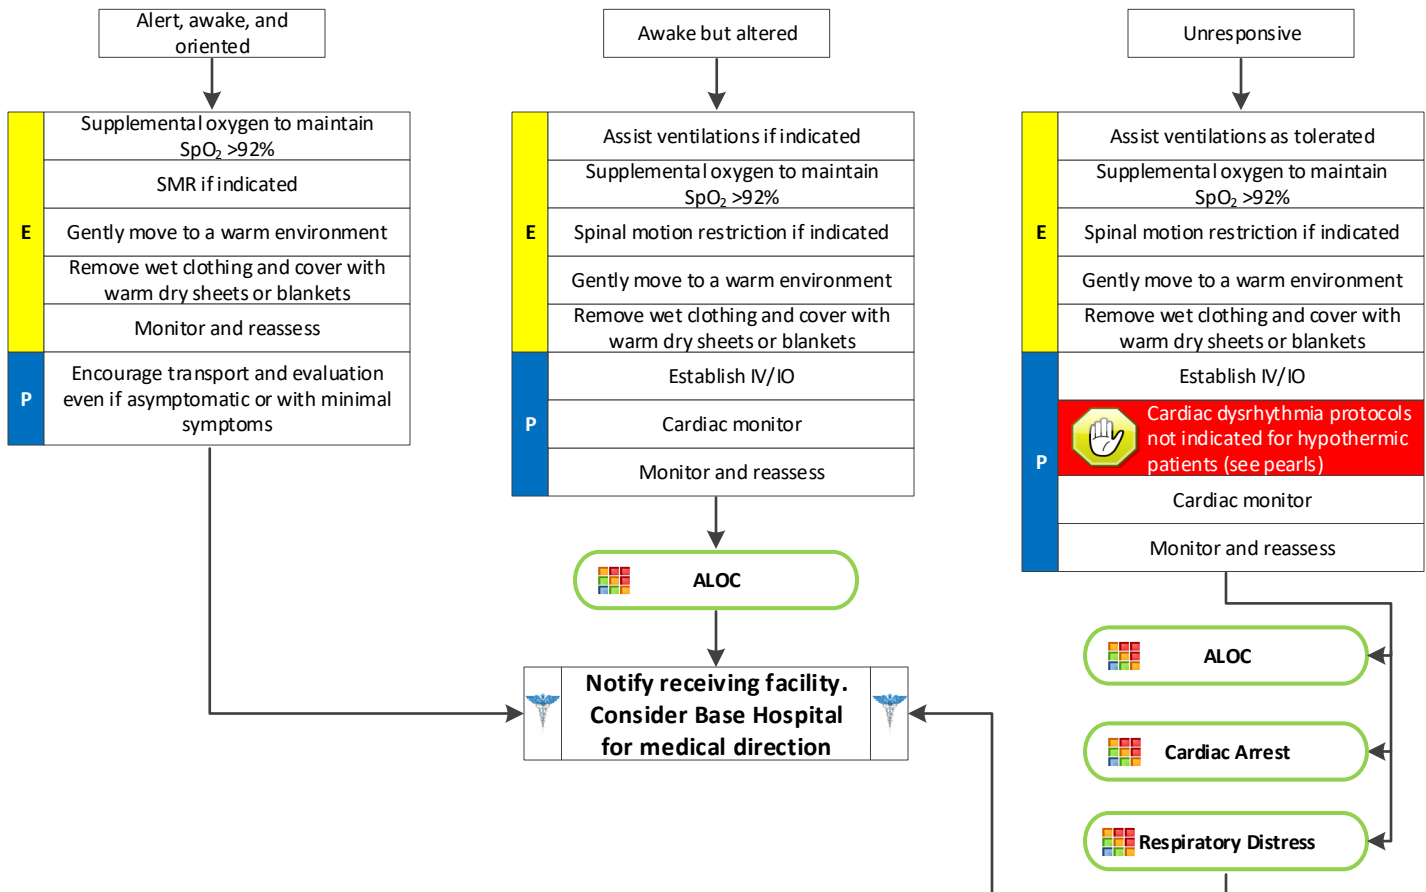 Alert, awake, and
oriented
E
Supplemental oxygen to maintain
SpO₂ >92%
SMR if indicated
Gently move to a warm environment
Remove wet clothing and cover with
warm dry sheets or blankets
Monitor and reassess
P
Encourage transport and evaluation
even if asymptomatic or with minimal
symptoms
Awake but altered
E
Assist ventilations if indicated
Supplemental oxygen to maintain
SpO₂ >92%
Spinal motion restriction if indicated
Gently move to a warm environment
Remove wet clothing and cover with
warm dry sheets or blankets
P
Establish IV/IO
Cardiac monitor
Monitor and reassess
ALOC
Notify receiving facility.
Consider Base Hospital
for medical direction
Unresponsive
E
Assist ventilations as tolerated
Supplemental oxygen to maintain
SpO₂ >92%
Spinal motion restriction if indicated
Gently move to a warm environment
Remove wet clothing and cover with
warm dry sheets or blankets
P
Establish IV/IO
Cardiac dysrhythmia protocols
not indicated for hypothermic
patients (see pearls)
Cardiac monitor
Monitor and reassess
ALOC
Cardiac Arrest
Respiratory Distress